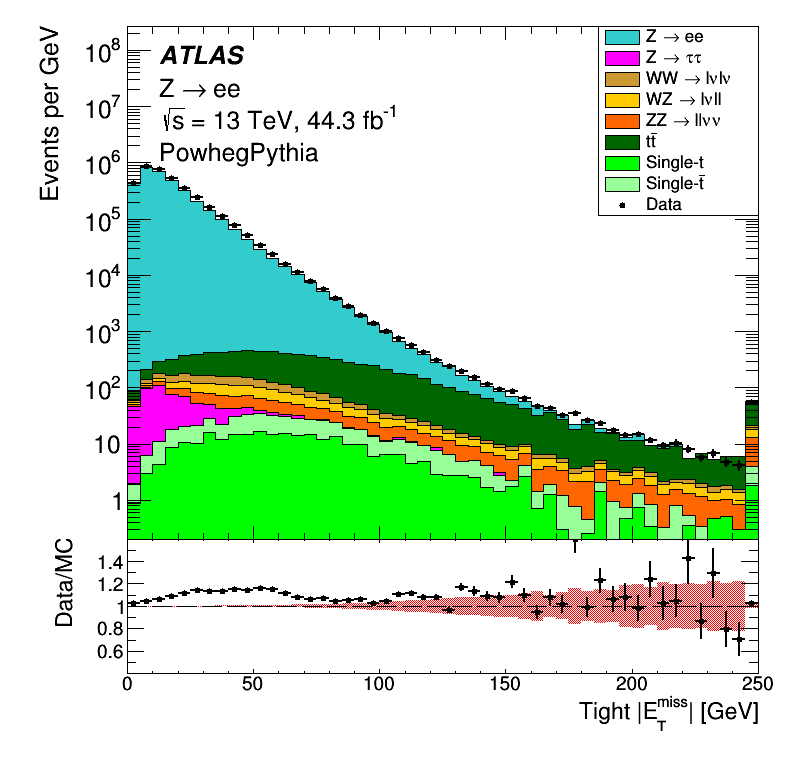 Events per GeV
10⁸
10⁷
10⁶
10⁵
10⁴
10³
10²
10
1
ATLAS
Z → ee
√s = 13 TeV, 44.3 fb⁻¹
PowhegPythia
Z → ee
Z → ττ
WW → lνlν
WZ → lνll
ZZ → llνν
tt̄
Single-t
Single-t̄
Data
Data/MC
1.4
1.2
1
0.8
0.6
0 50 100 150 200 250
Tight |E_T^miss| [GeV]